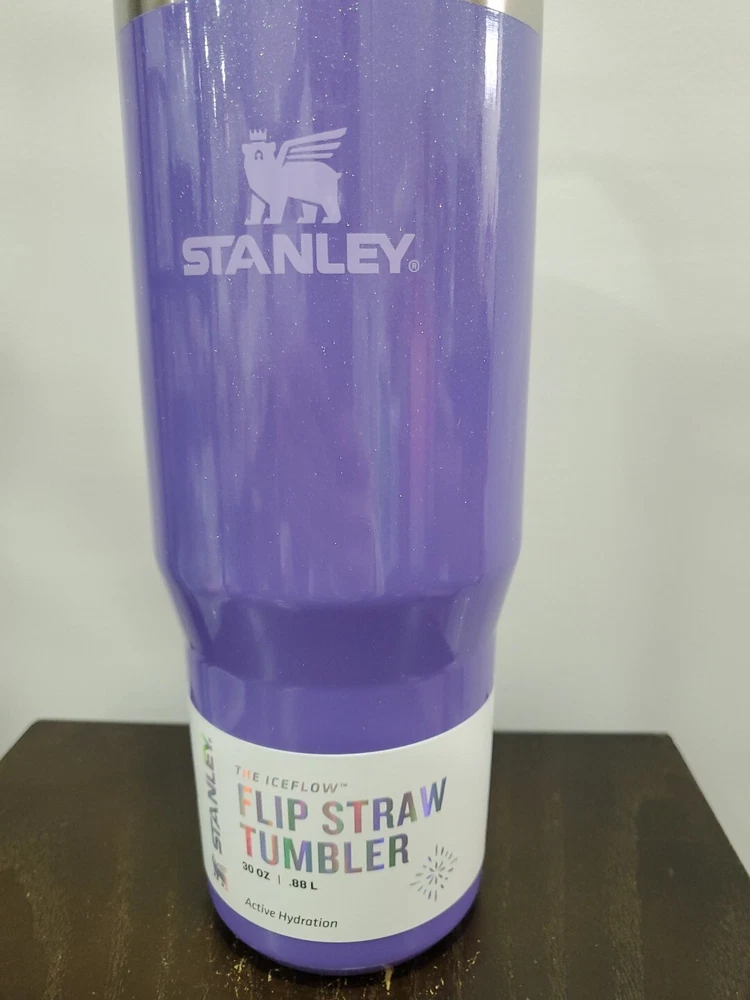 STANLEY®
STANLEY
THE ICEFLOW™
FLIP STRAW
TUMBLER
30 OZ | .88 L
Active Hydration